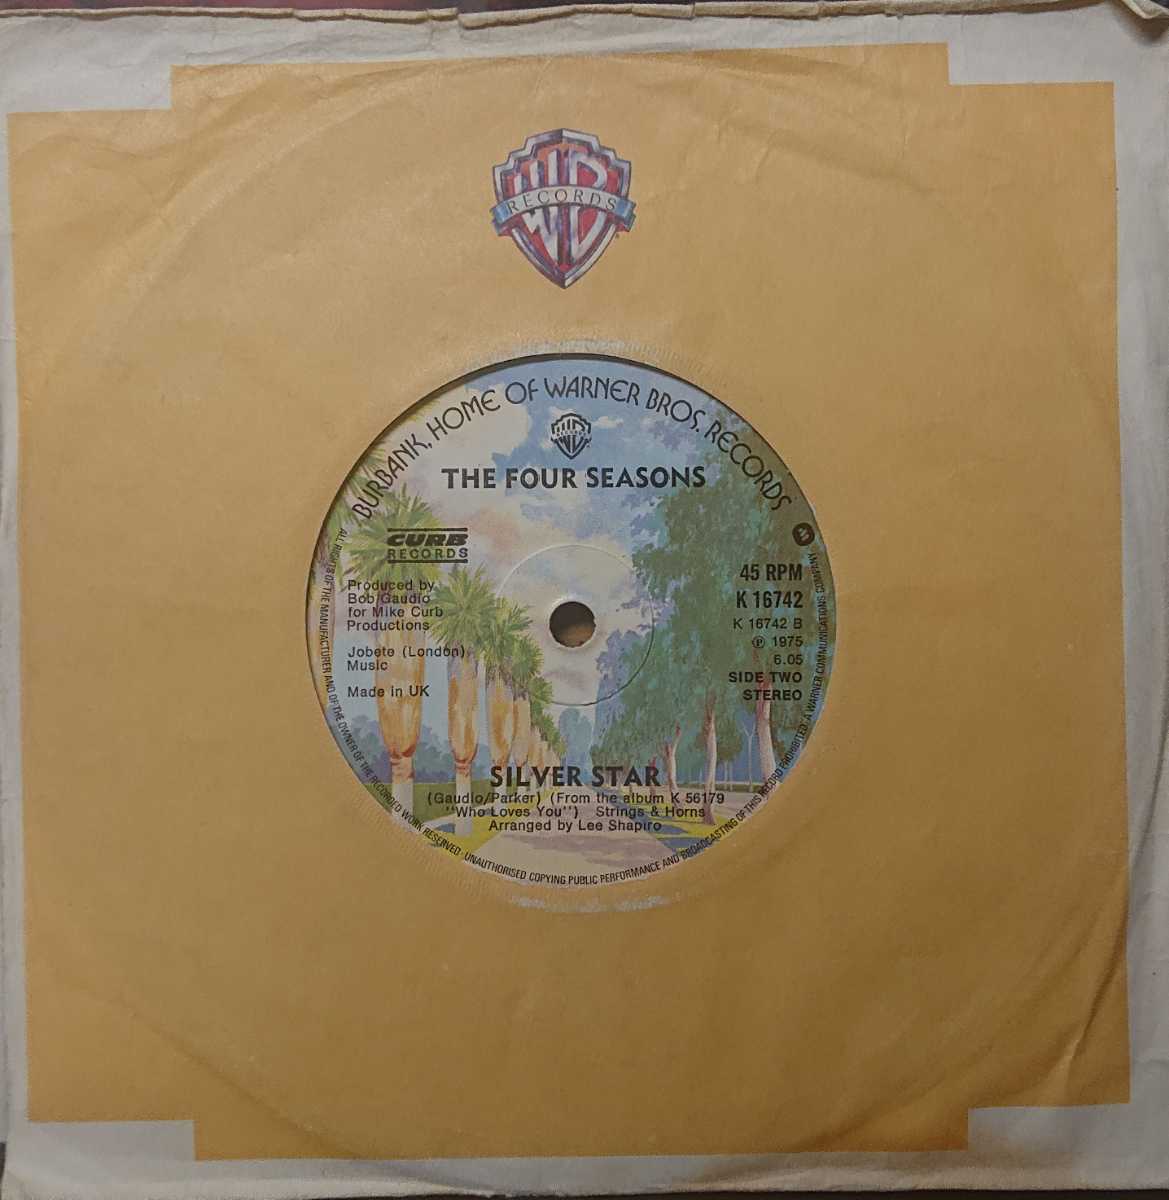 WB
RECORDS
BURBANK, HOME OF WARNER BROS. RECORDS
WB
RECORDS
THE FOUR SEASONS
CURB
RECORDS
Produced by
Bob Gaudio
for Mike Curb
Productions
Jobete (London)
Music
Made in UK
45 RPM
K 16742
K 16742 B
℗ 1975
6.05
SIDE TWO
STEREO
SILVER STAR
(Gaudio/Parker) (From the album K 56179
"Who Loves You") Strings & Horns
Arranged by Lee Shapiro
ALL RIGHTS OF THE MANUFACTURER AND OF THE OWNER OF THE RECORDED WORK RESERVED · UNAUTHORISED COPYING PUBLIC PERFORMANCE AND BROADCASTING OF THIS RECORD PROHIBITED · A WARNER COMMUNICATIONS COMPANY